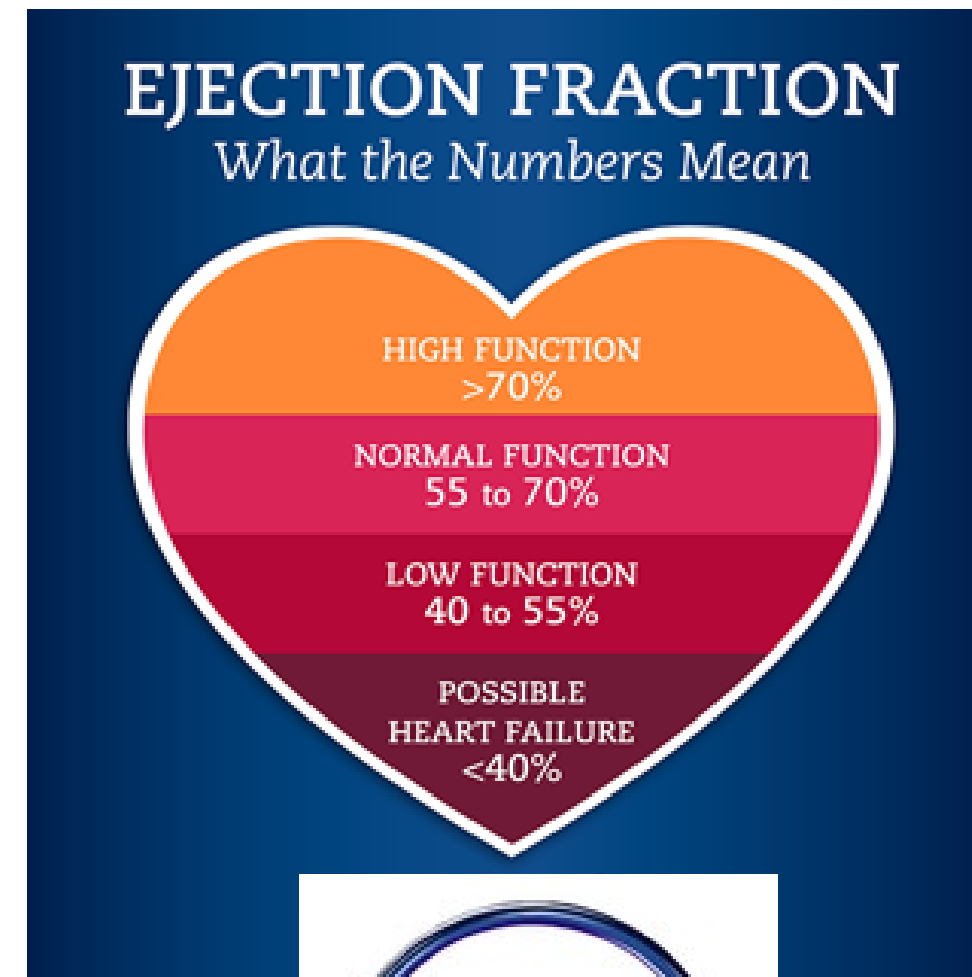 EJECTION FRACTION
What the Numbers Mean
HIGH FUNCTION
>70%
NORMAL FUNCTION
55 to 70%
LOW FUNCTION
40 to 55%
POSSIBLE
HEART FAILURE
<40%